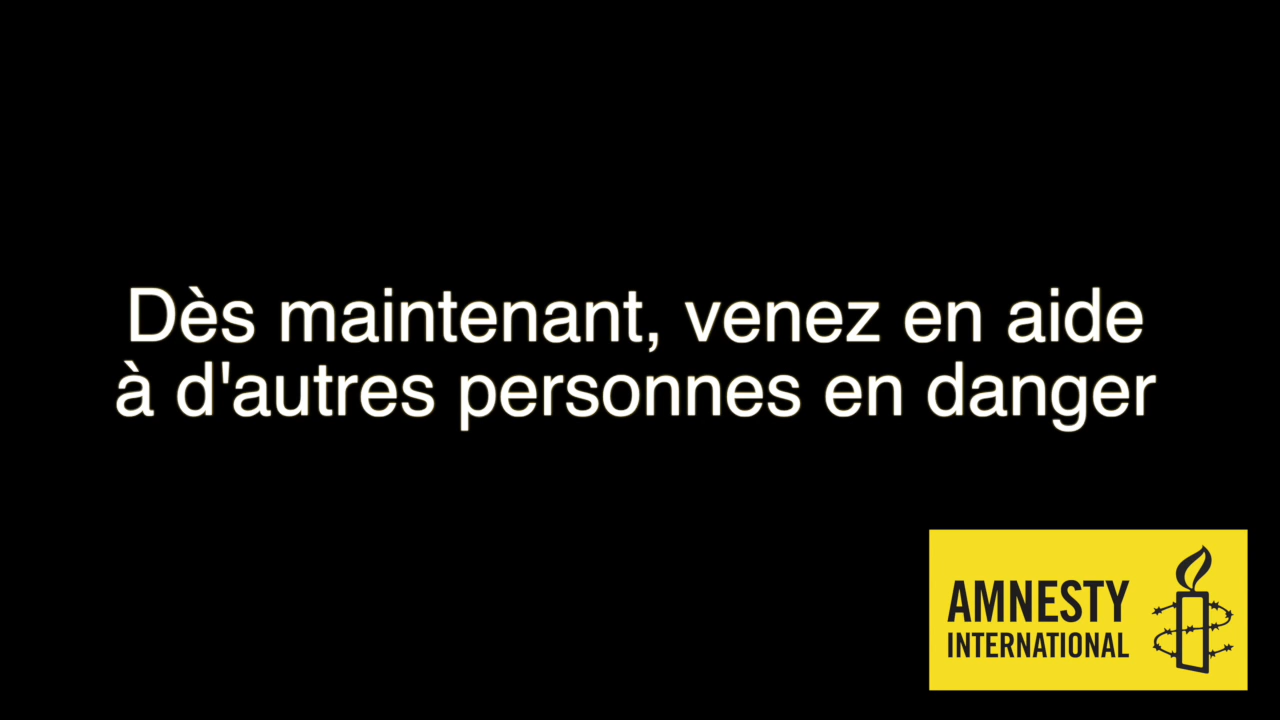 Dès maintenant, venez en aide
à d'autres personnes en danger
AMNESTY
INTERNATIONAL